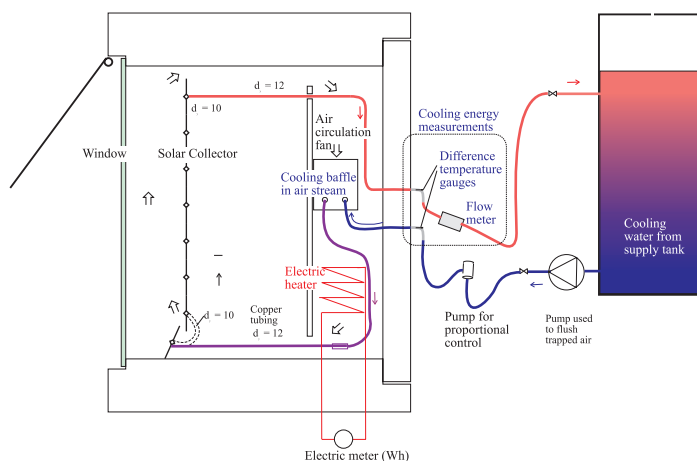 d. = 12
d. = 10
Window
Solar Collector
Air
circulation
fan
Cooling baffle
in air stream
Cooling energy
measurements
Difference
temperature
gauges
Flow
meter
Cooling
water from
supply tank
Electric
heater
d = 10
Copper
tubing
d. = 12
Pump for
proportional
control
Pump used
to flush
trapped air
Electric meter (Wh)